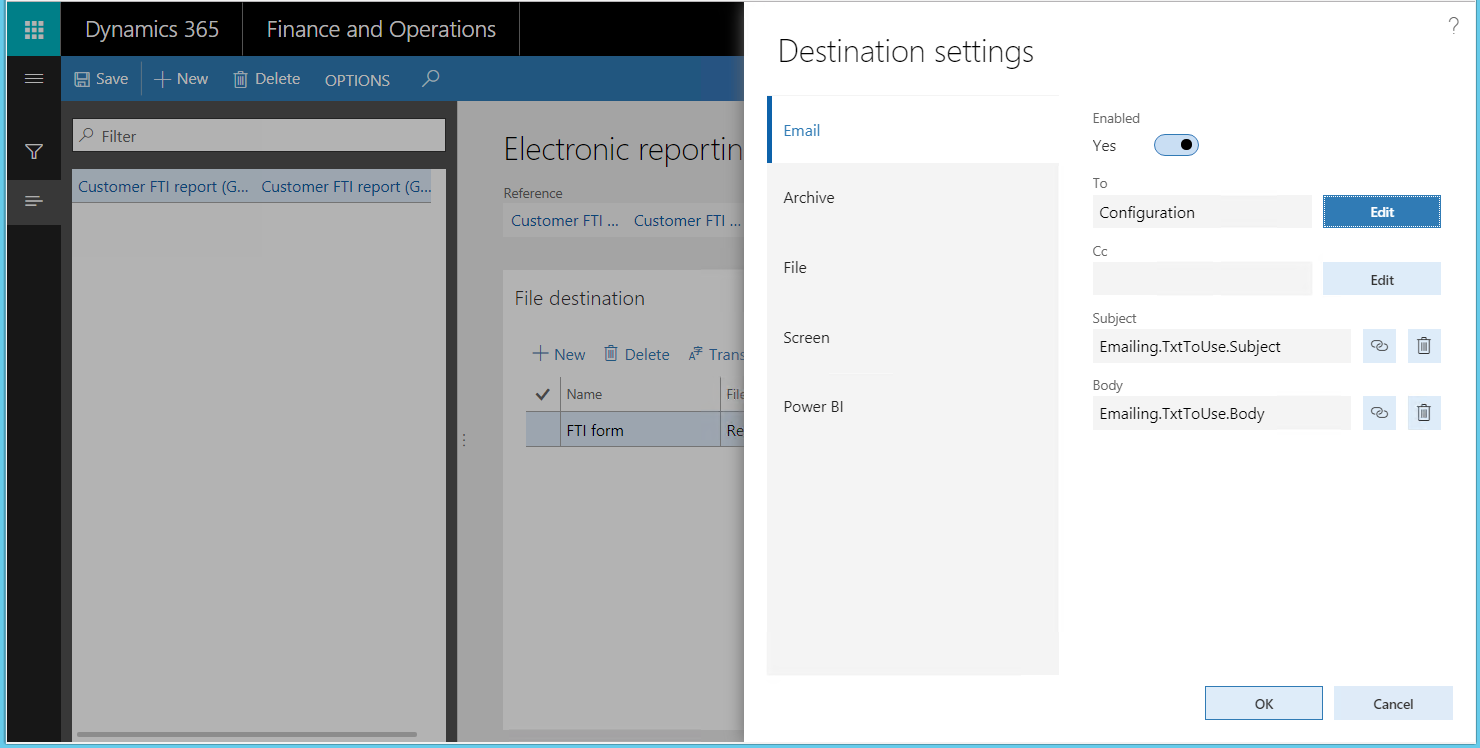 Dynamics 365
Finance and Operations
Save
New
Delete
OPTIONS
Filter
Customer FTI report (G...
Customer FTI report (G...
Electronic reportin
Reference
Customer FTI ...
Customer FTI ...
File destination
New
Delete
Trans
Name
File
FTI form
Re
?
Destination settings
Email
Archive
File
Screen
Power BI
Enabled
Yes
To
Configuration
Edit
Cc
Edit
Subject
Emailing.TxtToUse.Subject
Body
Emailing.TxtToUse.Body
OK
Cancel